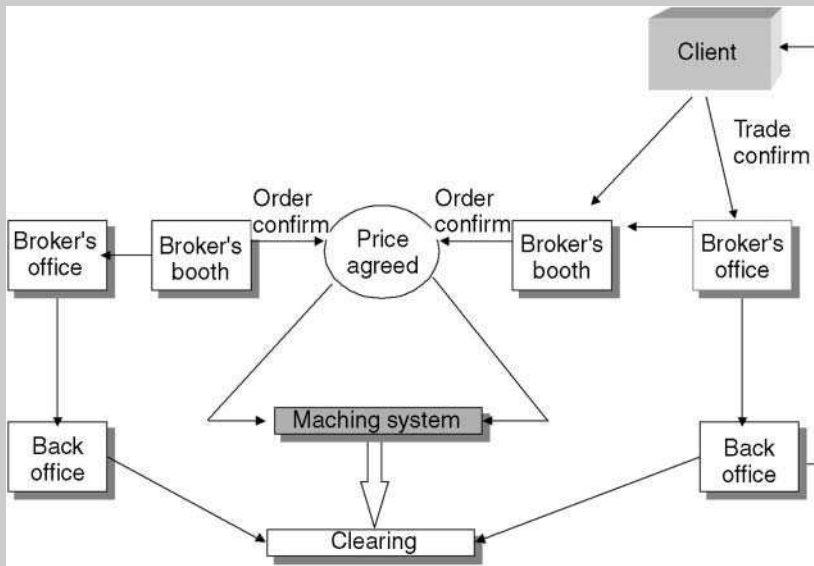 Client
Trade
confirm
Order
confirm
Order
confirm
Broker's
office
Broker's
booth
Price
agreed
Broker's
booth
Broker's
office
Maching system
Back
office
Back
office
Clearing